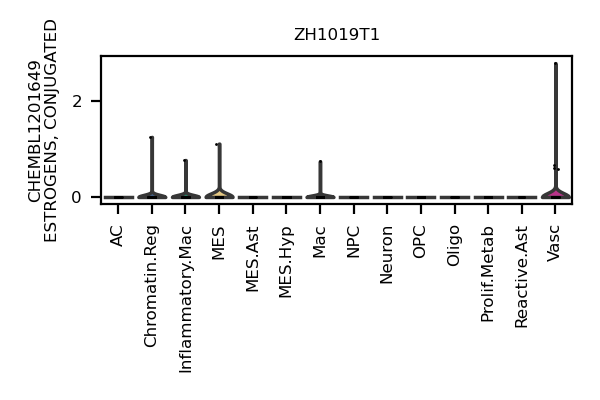 ZH1019T1
CHEMBL1201649
ESTROGENS, CONJUGATED
2
0
AC
Chromatin.Reg
Inflammatory.Mac
MES
MES.Ast
MES.Hyp
Mac
NPC
Neuron
OPC
Oligo
Prolif.Metab
Reactive.Ast
Vasc